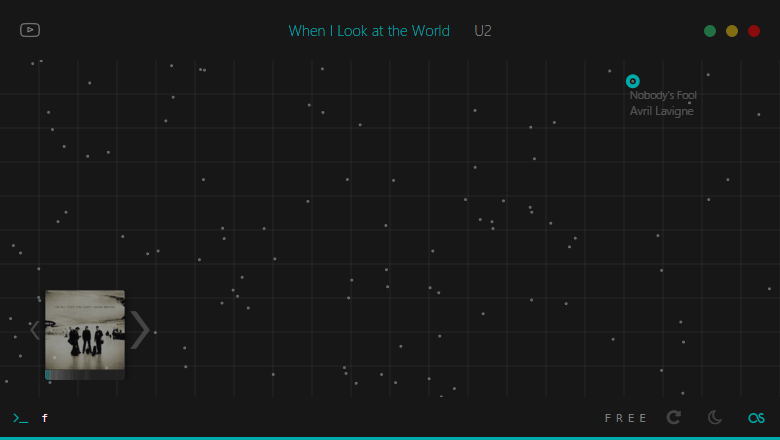 When I Look at the World U2
Nobody's Fool
Avril Lavigne
>_ f
FREE